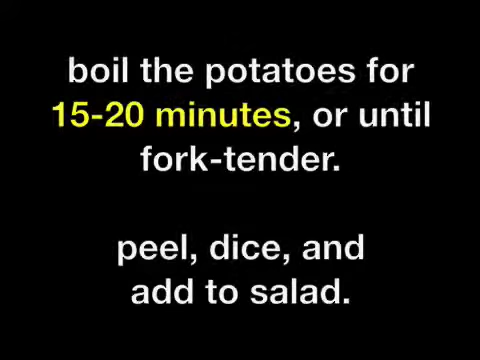 boil the potatoes for
15-20 minutes, or until
fork-tender.
peel, dice, and
add to salad.